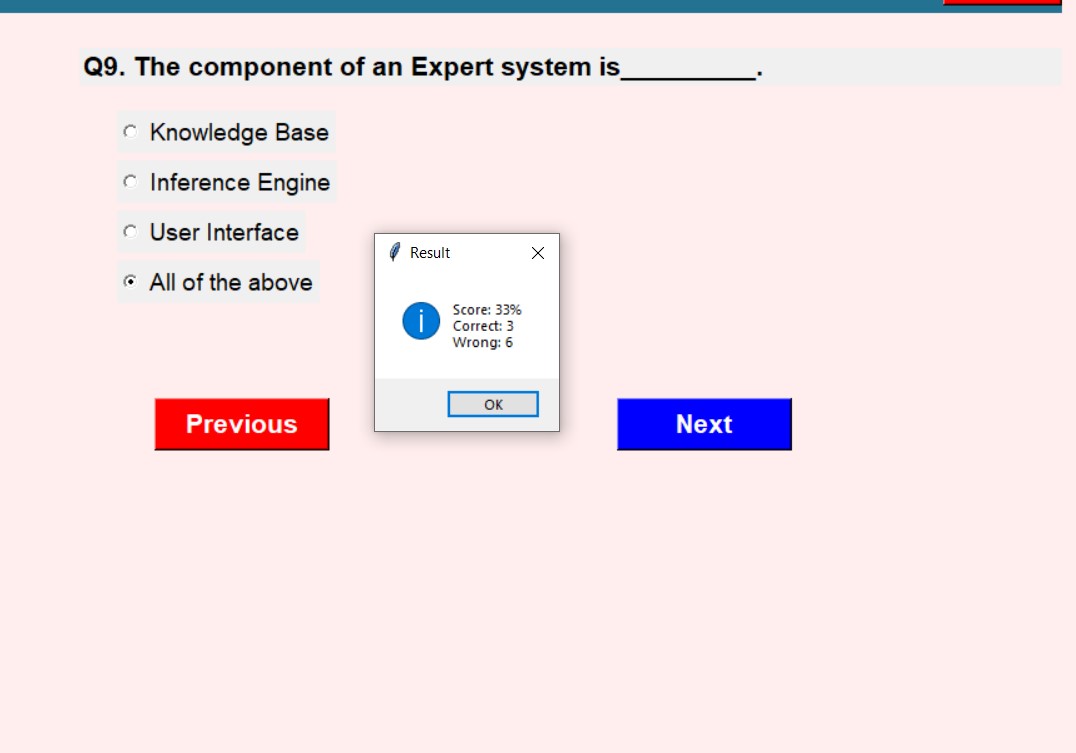 Q9. The component of an Expert system is__________.
Knowledge Base
Inference Engine
User Interface
All of the above
Result
Score: 33%
Correct: 3
Wrong: 6
OK
Previous
Next